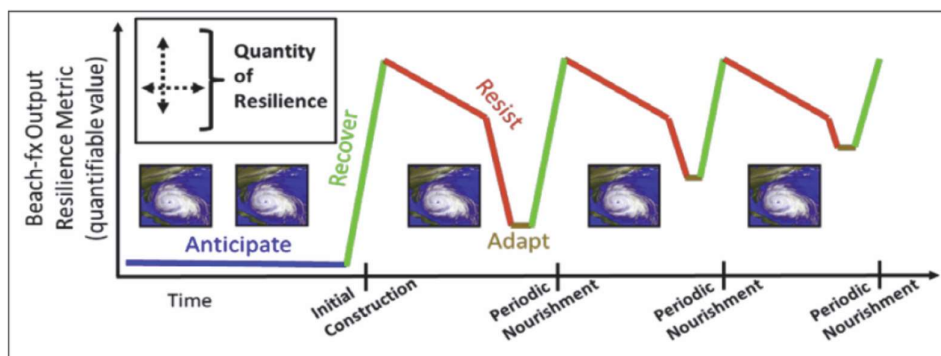 Beach-fx Output
Resilience Metric
(quantifiable value)
Quantity
of
Resilience
Recover
Resist
Anticipate
Adapt
Time
Initial
Construction
Periodic
Nourishment
Periodic
Nourishment
Periodic
Nourishment